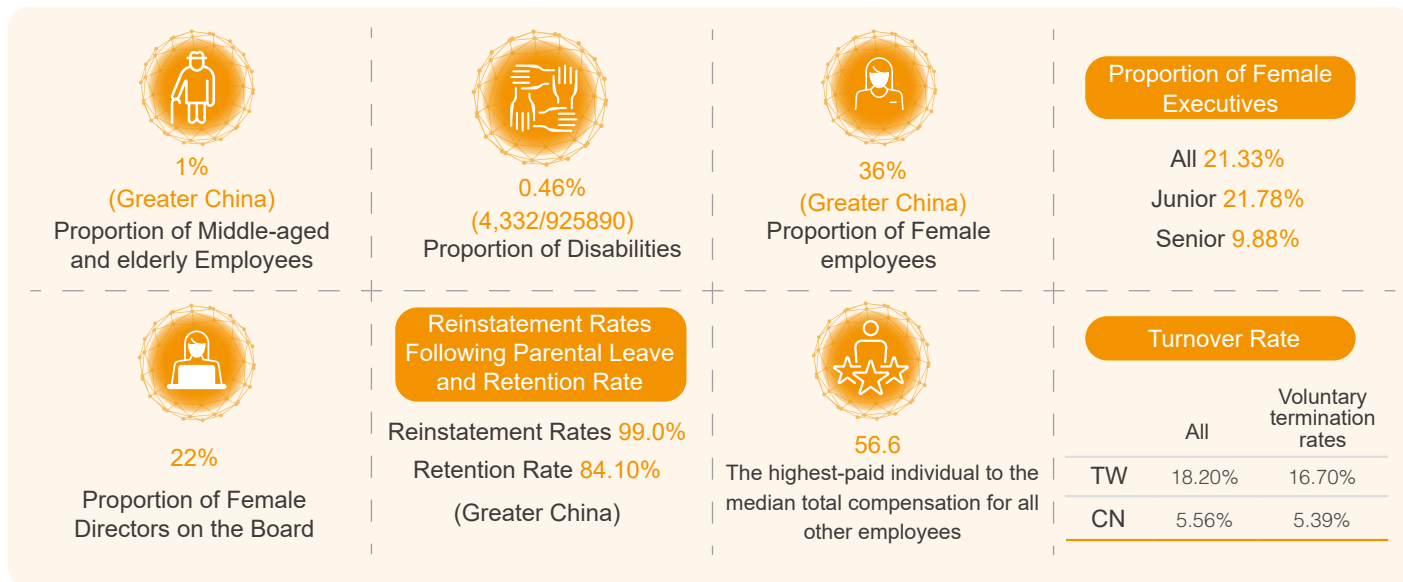 1%
(Greater China)
Proportion of Middle-aged
and elderly Employees
0.46%
(4,332/925890)
Proportion of Disabilities
36%
(Greater China)
Proportion of Female
employees
Proportion of Female
Executives
All 21.33%
Junior 21.78%
Senior 9.88%
22%
Proportion of Female
Directors on the Board
Reinstatement Rates
Following Parental Leave
and Retention Rate
Reinstatement Rates 99.0%
Retention Rate 84.10%
(Greater China)
56.6
The highest-paid individual to the
median total compensation for all
other employees
Turnover Rate
All
Voluntary
termination
rates
TW 18.20% 16.70%
CN 5.56% 5.39%